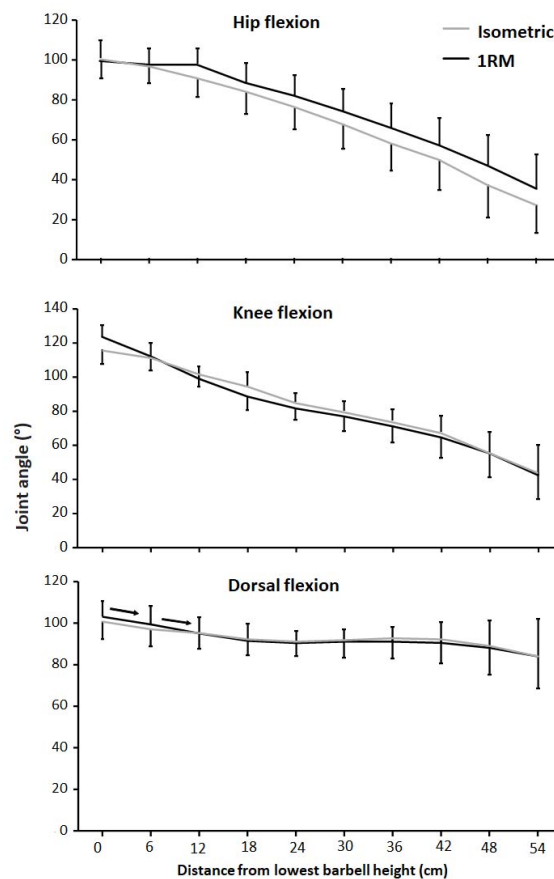 Hip flexion
Isometric
1RM
120
100
80
60
40
20
0
Knee flexion
140
120
100
80
60
40
20
0
Joint angle (°)
Dorsal flexion
120
100
80
60
40
20
0
0 6 12 18 24 30 36 42 48 54
Distance from lowest barbell height (cm)